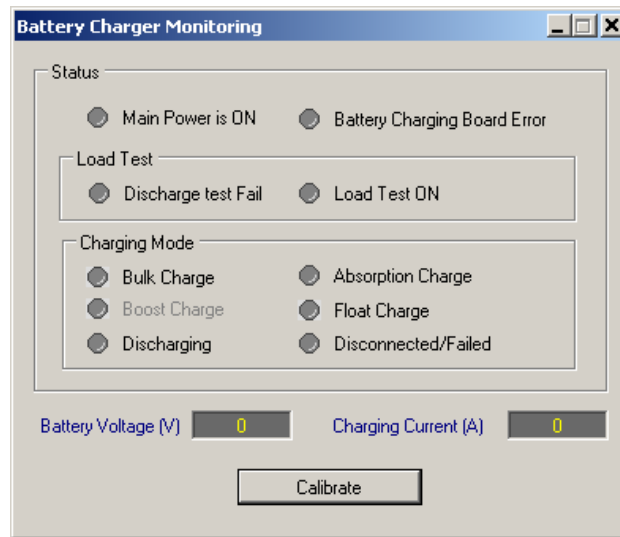 Battery Charger Monitoring
Status
Main Power is ON Battery Charging Board Error
Load Test
Discharge test Fail Load Test ON
Charging Mode
Bulk Charge Absorption Charge
Boost Charge Float Charge
Discharging Disconnected/Failed
Battery Voltage (V) 0 Charging Current (A) 0
Calibrate